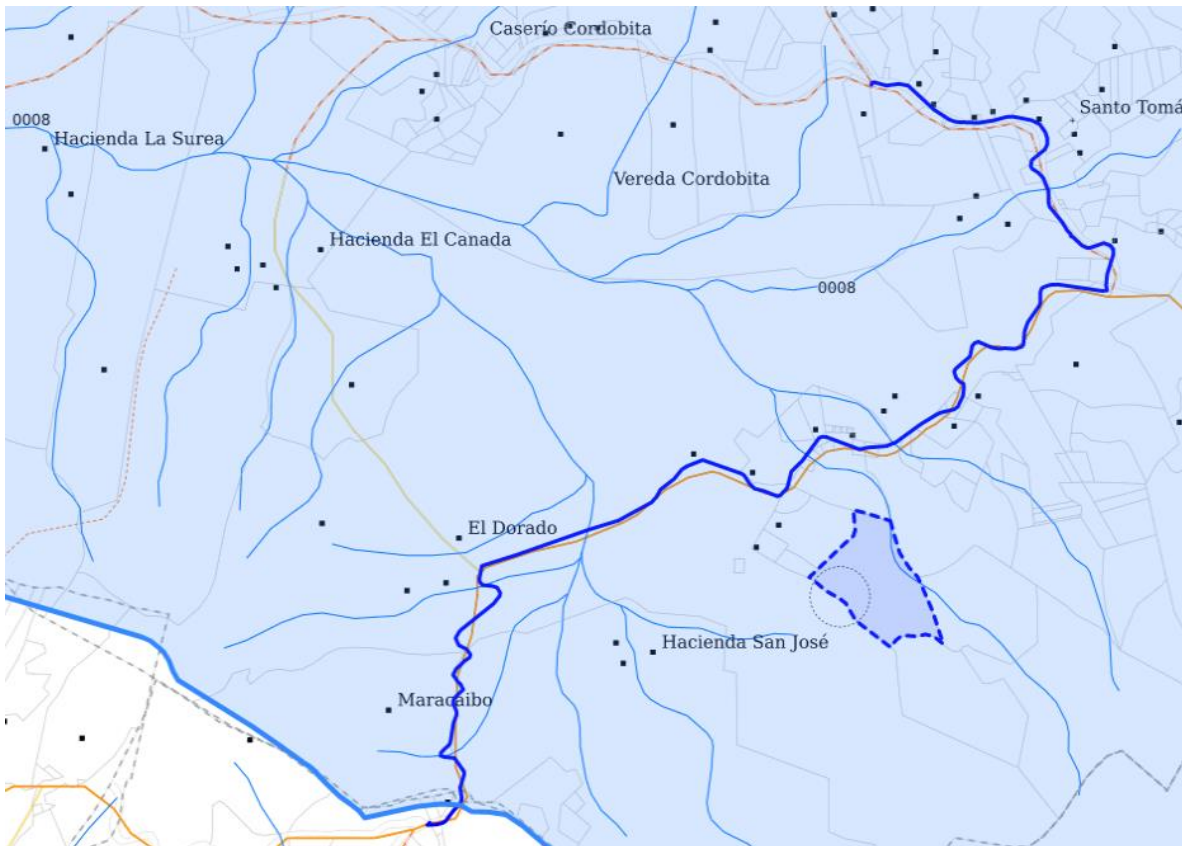 Caserío Cordobita
Santo Tomá
0008
Hacienda La Surea
Vereda Cordobita
Hacienda El Canada
0008
El Dorado
Hacienda San José
Maracaibo